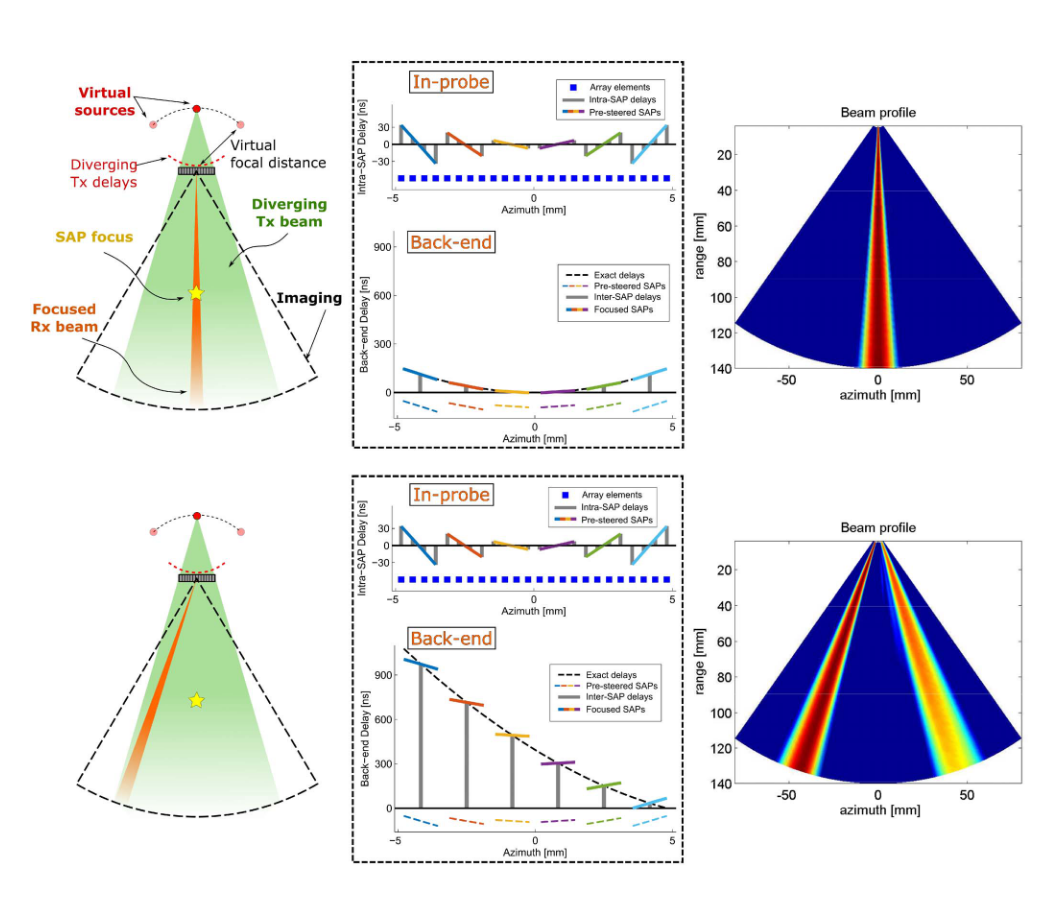 Virtual
sources
Diverging
Tx delays
Virtual
focal distance
Diverging
Tx beam
SAP focus
Imaging
Focused
Rx beam
In-probe
Array elements
Intra-SAP delays
Pre-steered SAPs
Intra−SAP Delay [ns]
30
0
−30
−5
0
5
Azimuth [mm]
Back-end
Exact delays
Pre-steered SAPs
Inter-SAP delays
Focused SAPs
Back−end Delay [ns]
900
600
300
0
−5
0
5
Azimuth [mm]
Beam profile
range [mm]
20
40
60
80
100
120
140
-50
0
50
azimuth [mm]
In-probe
Array elements
Intra-SAP delays
Pre-steered SAPs
Intra−SAP Delay [ns]
30
0
−30
−5
0
5
Azimuth [mm]
Back-end
Exact delays
Pre-steered SAPs
Inter-SAP delays
Focused SAPs
Back−end Delay [ns]
900
600
300
0
−5
0
5
Azimuth [mm]
Beam profile
range [mm]
20
40
60
80
100
120
140
-50
0
50
azimuth [mm]